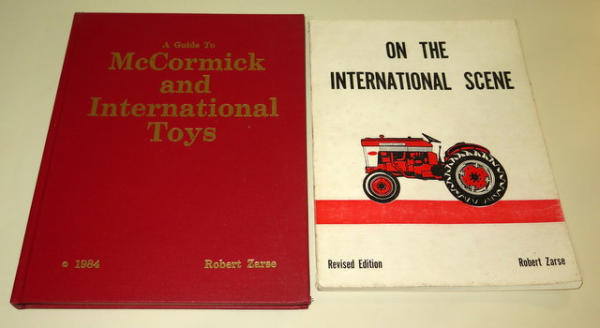 A Guide To
McCormick
and
International
Toys
© 1984
Robert Zarse
ON THE
INTERNATIONAL SCENE
Revised Edition
Robert Zarse